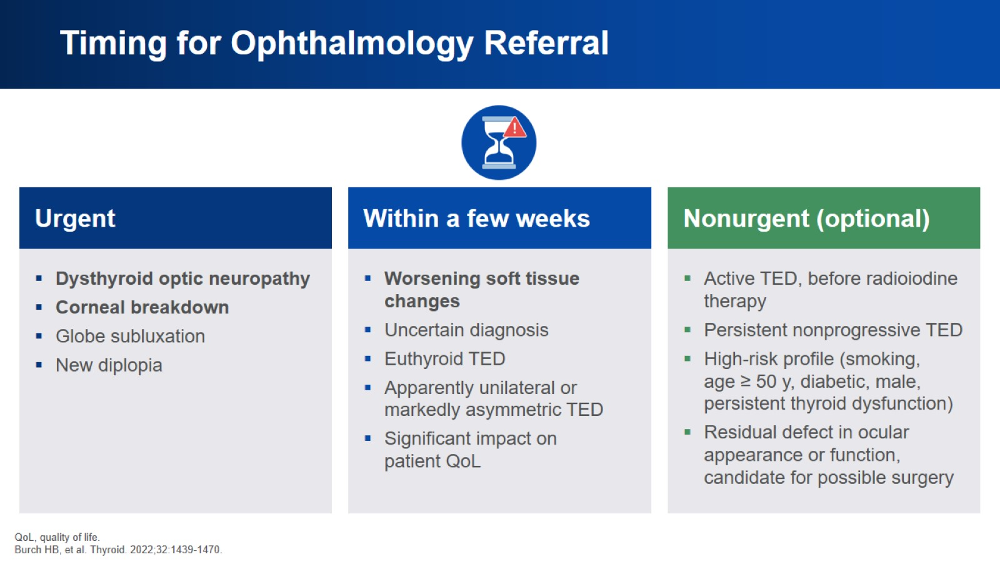 Timing for Ophthalmology Referral
!
Urgent
▪ Dysthyroid optic neuropathy
▪ Corneal breakdown
▪ Globe subluxation
▪ New diplopia
Within a few weeks
▪ Worsening soft tissue
changes
▪ Uncertain diagnosis
▪ Euthyroid TED
▪ Apparently unilateral or
markedly asymmetric TED
▪ Significant impact on
patient QoL
Nonurgent (optional)
▪ Active TED, before radioiodine
therapy
▪ Persistent nonprogressive TED
▪ High-risk profile (smoking,
age ≥ 50 y, diabetic, male,
persistent thyroid dysfunction)
▪ Residual defect in ocular
appearance or function,
candidate for possible surgery
QoL, quality of life.
Burch HB, et al. Thyroid. 2022;32:1439-1470.